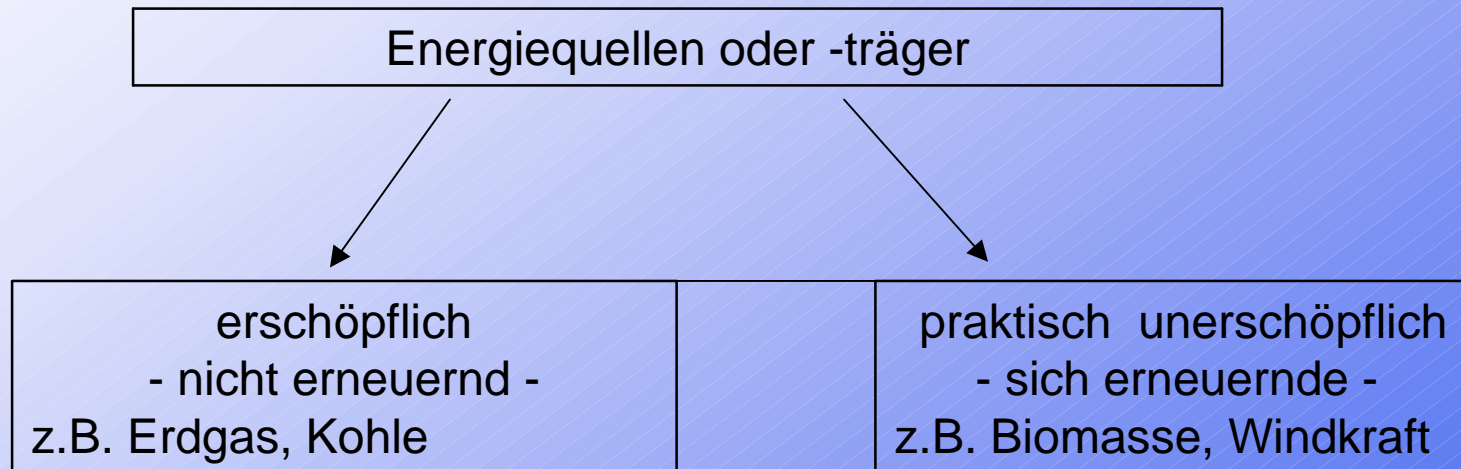 Energiequellen oder -träger
erschöpflich
- nicht erneuernd -
z.B. Erdgas, Kohle
praktisch unerschöpflich
- sich erneuernde -
z.B. Biomasse, Windkraft